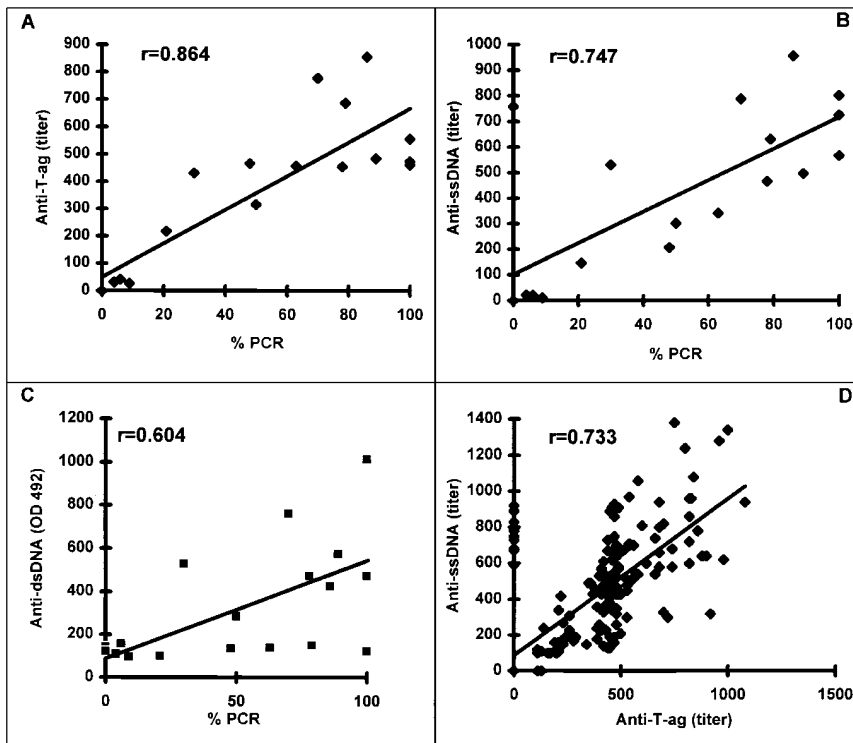 A
r=0.864
Anti-T-ag (titer)
900
800
700
600
500
400
300
200
100
0
0 20 40 60 80 100
% PCR
B
r=0.747
Anti-ssDNA (titer)
1000
900
800
700
600
500
400
300
200
100
0
0 20 40 60 80 100
% PCR
C
r=0.604
Anti-dsDNA (OD 492)
1200
1000
800
600
400
200
0
0 50 100
% PCR
D
r=0.733
Anti-ssDNA (titer)
1400
1200
1000
800
600
400
200
0
0 500 1000 1500
Anti-T-ag (titer)